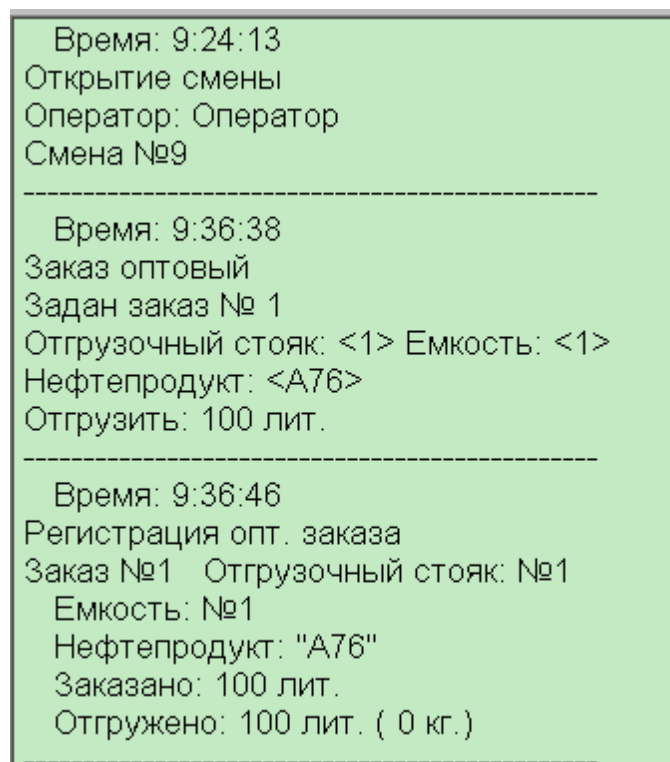 Время: 9:24:13
Открытие смены
Оператор: Оператор
Смена №9
------------------------------------------------
Время: 9:36:38
Заказ оптовый
Задан заказ № 1
Отгрузочный стояк: <1> Емкость: <1>
Нефтепродукт: <А76>
Отгрузить: 100 лит.
------------------------------------------------
Время: 9:36:46
Регистрация опт. заказа
Заказ №1 Отгрузочный стояк: №1
Емкость: №1
Нефтепродукт: "А76"
Заказано: 100 лит.
Отгружено: 100 лит. ( 0 кг.)
------------------------------------------------